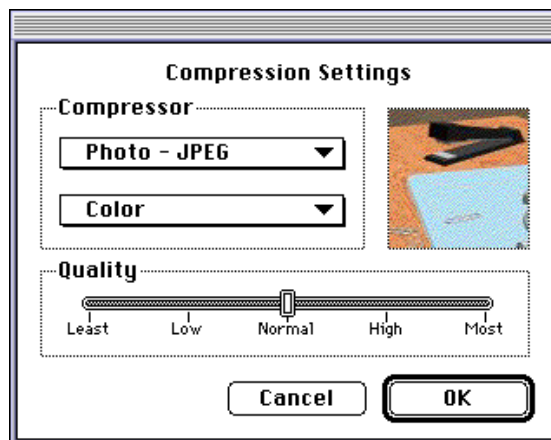 Compression Settings
Compressor
Photo - JPEG
Color
Quality
Least Low Normal High Most
Cancel OK